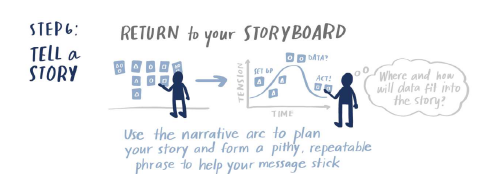 STEP 6:
TELL a
STORY
RETURN to your STORYBOARD
DATA?
SET UP
ACT!
TENSION
TIME
Where and how
will data fit into
the story?
Use the narrative arc to plan
your story and form a pithy, repeatable
phrase to help your message stick